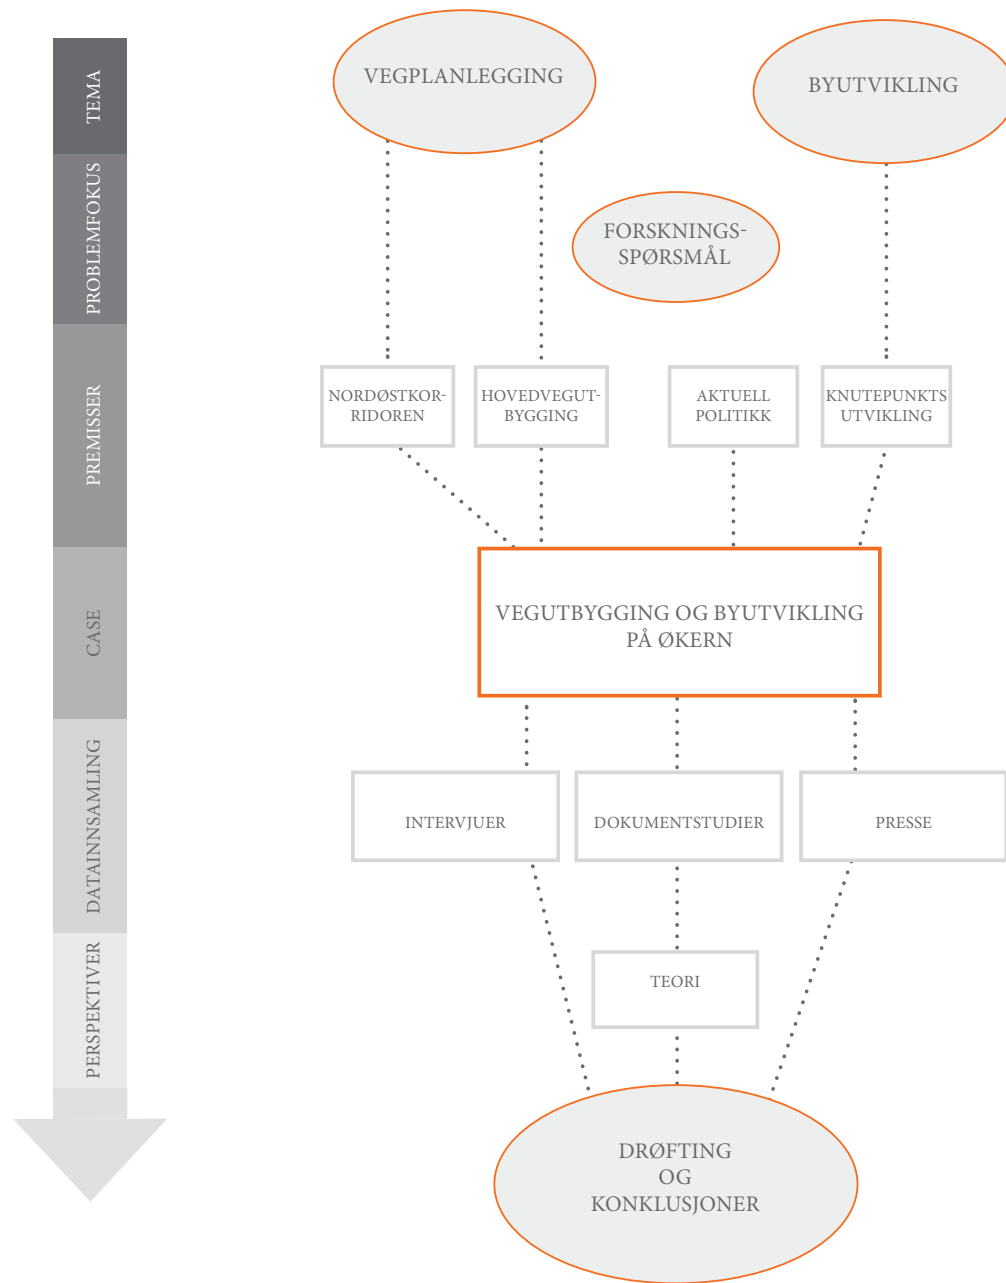 TEMA
PROBLEMFOKUS
PREMISSER
CASE
DATAINNSAMLING
PERSPEKTIVER
VEGPLANLEGGING
BYUTVIKLING
FORSKNINGS-
SPØRSMÅL
NORDØSTKOR-
RIDOREN
HOVEDVEGUT-
BYGGING
AKTUELL
POLITIKK
KNUTEPUNKTS
UTVIKLING
VEGUTBYGGING OG BYUTVIKLING
PÅ ØKERN
INTERVJUER
DOKUMENTSTUDIER
PRESSE
TEORI
DRØFTING
OG
KONKLUSJONER